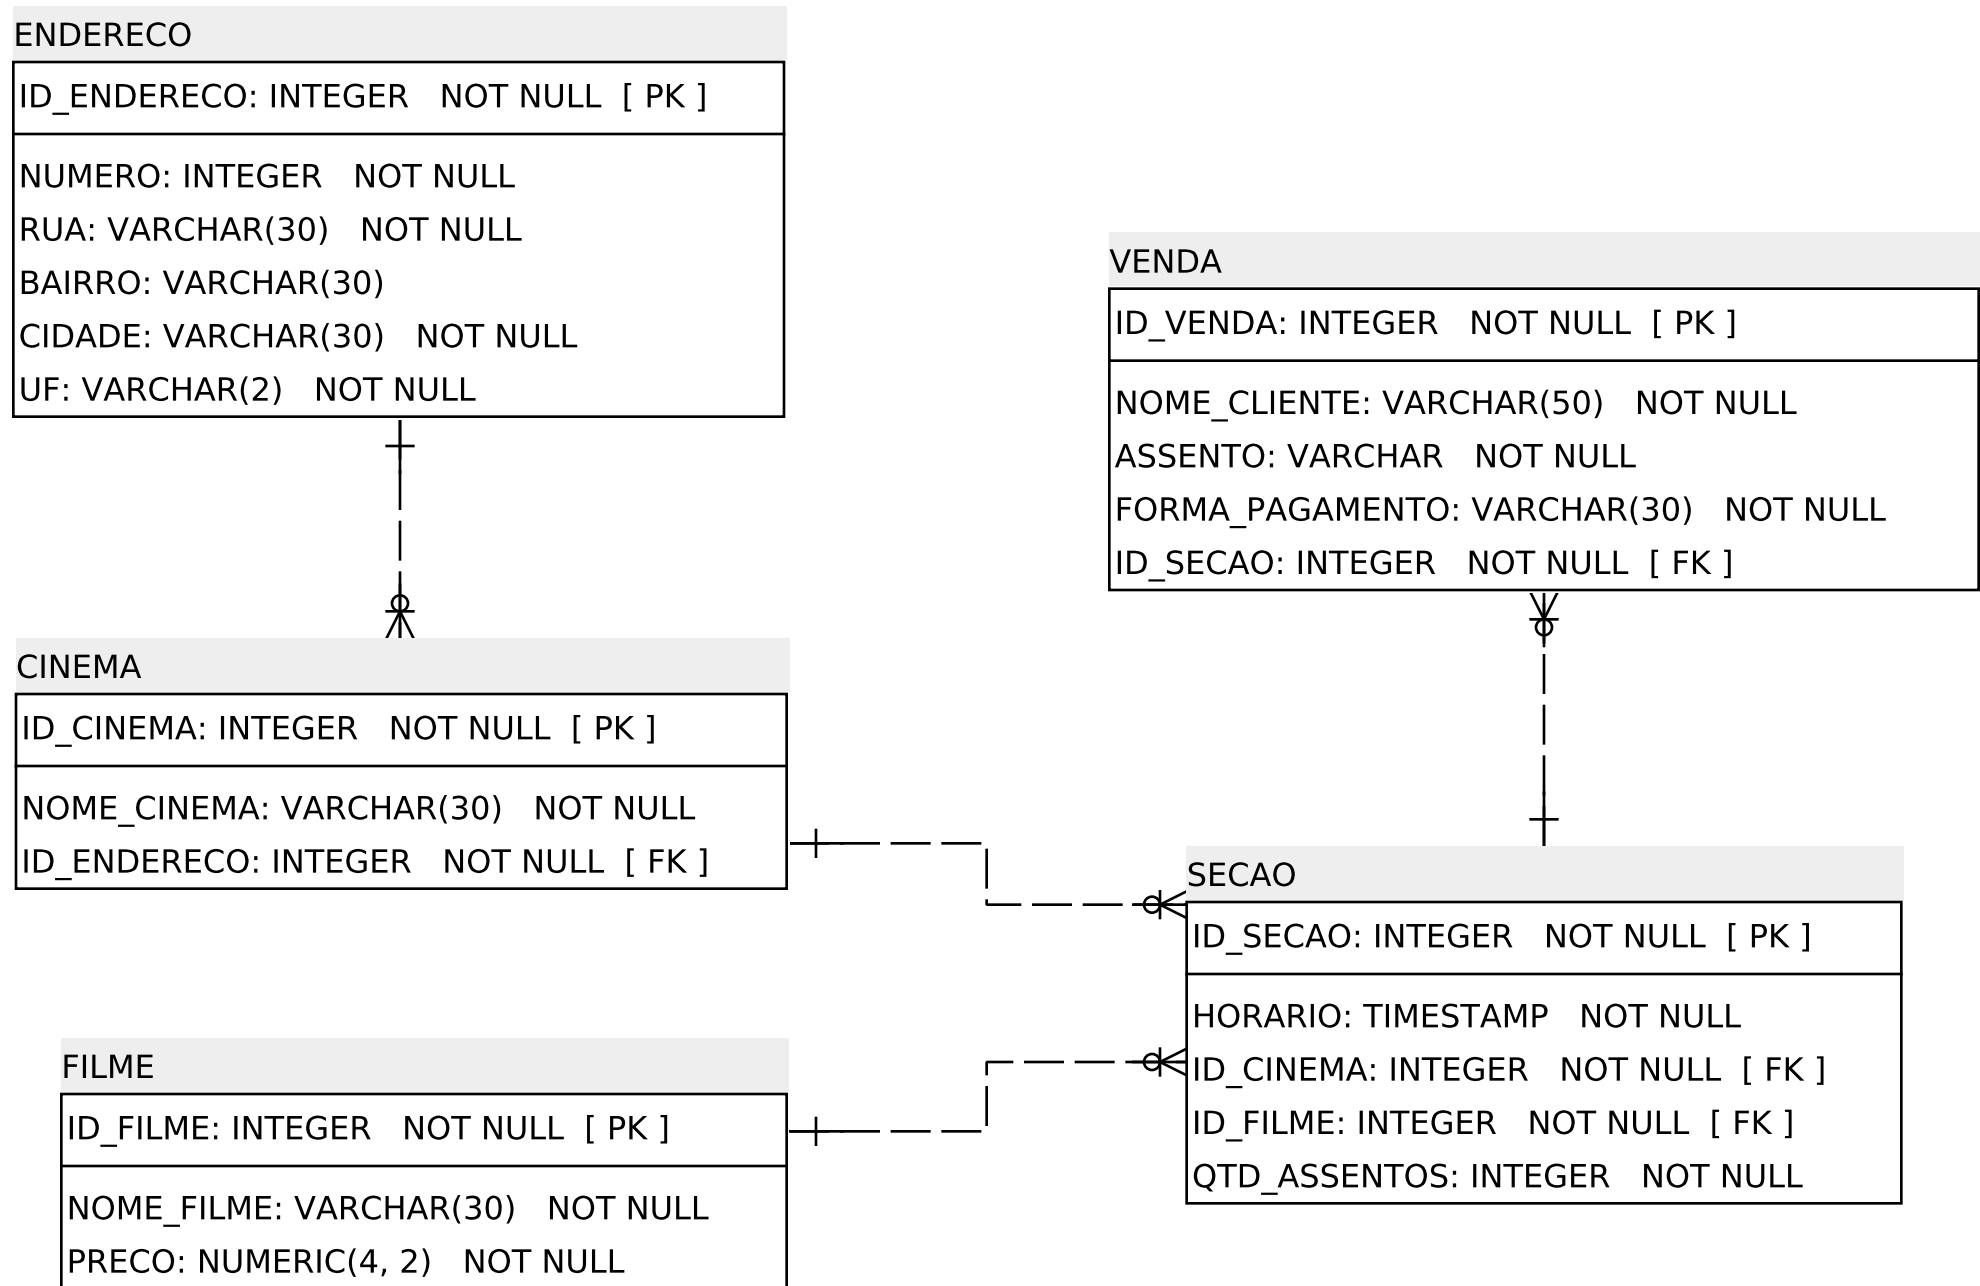 ENDERECO
ID_ENDERECO: INTEGER NOT NULL [ PK ]
NUMERO: INTEGER NOT NULL
RUA: VARCHAR(30) NOT NULL
BAIRRO: VARCHAR(30)
CIDADE: VARCHAR(30) NOT NULL
UF: VARCHAR(2) NOT NULL
VENDA
ID_VENDA: INTEGER NOT NULL [ PK ]
NOME_CLIENTE: VARCHAR(50) NOT NULL
ASSENTO: VARCHAR NOT NULL
FORMA_PAGAMENTO: VARCHAR(30) NOT NULL
ID_SECAO: INTEGER NOT NULL [ FK ]
CINEMA
ID_CINEMA: INTEGER NOT NULL [ PK ]
NOME_CINEMA: VARCHAR(30) NOT NULL
ID_ENDERECO: INTEGER NOT NULL [ FK ]
SECAO
ID_SECAO: INTEGER NOT NULL [ PK ]
HORARIO: TIMESTAMP NOT NULL
ID_CINEMA: INTEGER NOT NULL [ FK ]
ID_FILME: INTEGER NOT NULL [ FK ]
QTD_ASSENTOS: INTEGER NOT NULL
FILME
ID_FILME: INTEGER NOT NULL [ PK ]
NOME_FILME: VARCHAR(30) NOT NULL
PRECO: NUMERIC(4, 2) NOT NULL